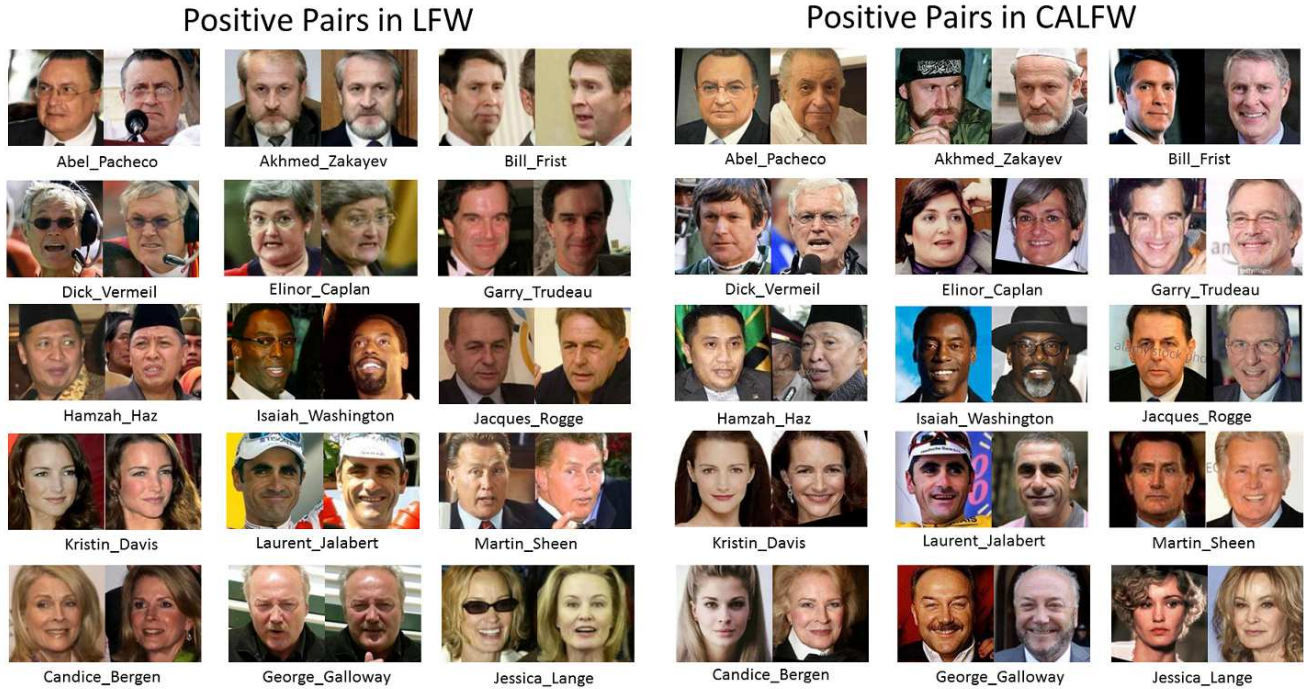 Positive Pairs in LFW
Positive Pairs in CALFW
Abel_Pacheco
Akhmed_Zakayev
Bill_Frist
Abel_Pacheco
Akhmed_Zakayev
Bill_Frist
Dick_Vermeil
Elinor_Caplan
Garry_Trudeau
Dick_Vermeil
Elinor_Caplan
Garry_Trudeau
Hamzah_Haz
Isaiah_Washington
Jacques_Rogge
Hamzah_Haz
Isaiah_Washington
Jacques_Rogge
Kristin_Davis
Laurent_Jalabert
Martin_Sheen
Kristin_Davis
Laurent_Jalabert
Martin_Sheen
Candice_Bergen
George_Galloway
Jessica_Lange
Candice_Bergen
George_Galloway
Jessica_Lange